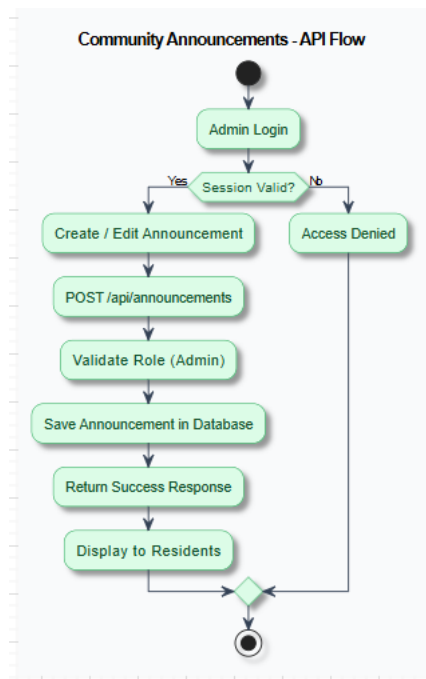 Community Announcements - API Flow
Admin Login
Yes
Session Valid?
No
Create / Edit Announcement
Access Denied
POST /api/announcements
Validate Role (Admin)
Save Announcement in Database
Return Success Response
Display to Residents